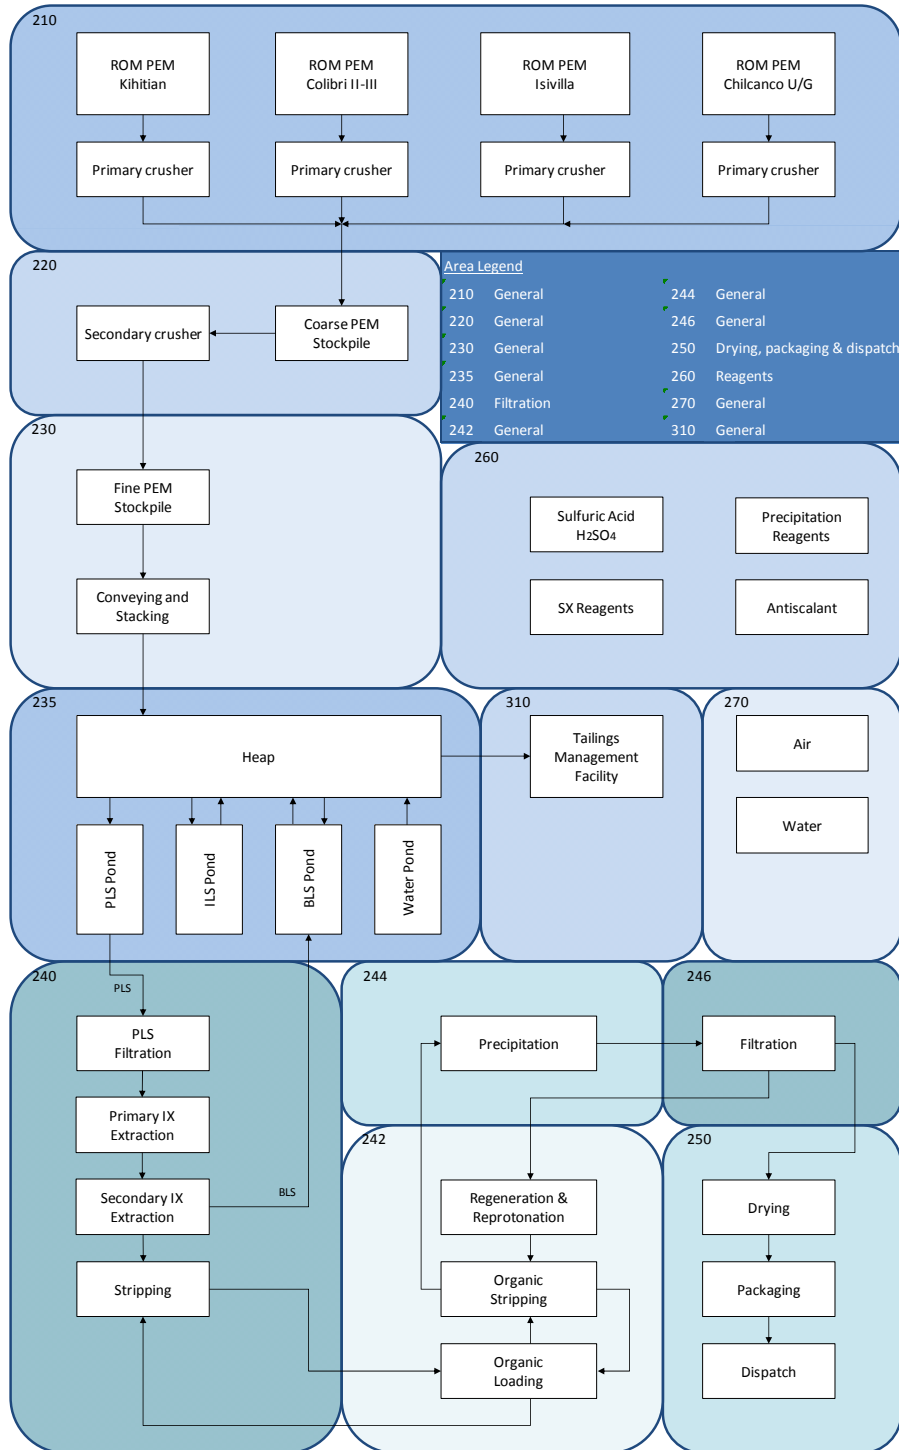 210
ROM PEM
Kihitian
ROM PEM
Colibri II-III
ROM PEM
Isivilla
ROM PEM
Chilcanco U/G
Primary crusher
Primary crusher
Primary crusher
Primary crusher
220
Secondary crusher
Coarse PEM
Stockpile
Area Legend
210 General
220 General
230 General
235 General
240 Filtration
242 General
244 General
246 General
250 Drying, packaging & dispatch
260 Reagents
270 General
310 General
230
Fine PEM
Stockpile
Conveying and
Stacking
260
Sulfuric Acid
H2SO4
Precipitation
Reagents
SX Reagents
Antiscalant
235
Heap
PLS Pond
ILS Pond
BLS Pond
Water Pond
310
Tailings
Management
Facility
270
Air
Water
240
PLS
PLS
Filtration
Primary IX
Extraction
Secondary IX
Extraction
BLS
Stripping
244
Precipitation
246
Filtration
242
Regeneration &
Reprotonation
Organic
Stripping
Organic
Loading
250
Drying
Packaging
Dispatch